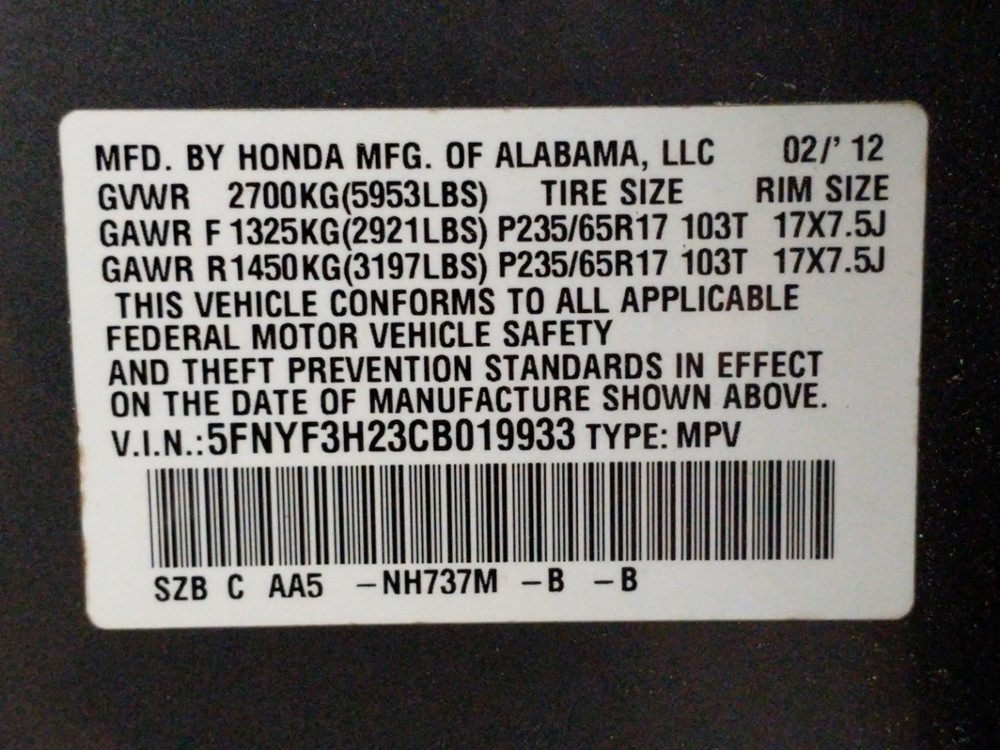 MFD. BY HONDA MFG. OF ALABAMA, LLC 02/' 12
GVWR 2700KG(5953LBS) TIRE SIZE RIM SIZE
GAWR F 1325KG(2921LBS) P235/65R17 103T 17X7.5J
GAWR R1450KG(3197LBS) P235/65R17 103T 17X7.5J
THIS VEHICLE CONFORMS TO ALL APPLICABLE
FEDERAL MOTOR VEHICLE SAFETY
AND THEFT PREVENTION STANDARDS IN EFFECT
ON THE DATE OF MANUFACTURE SHOWN ABOVE.
V.I.N.:5FNYF3H23CB019933 TYPE: MPV
SZB C AA5 –NH737M –B –B